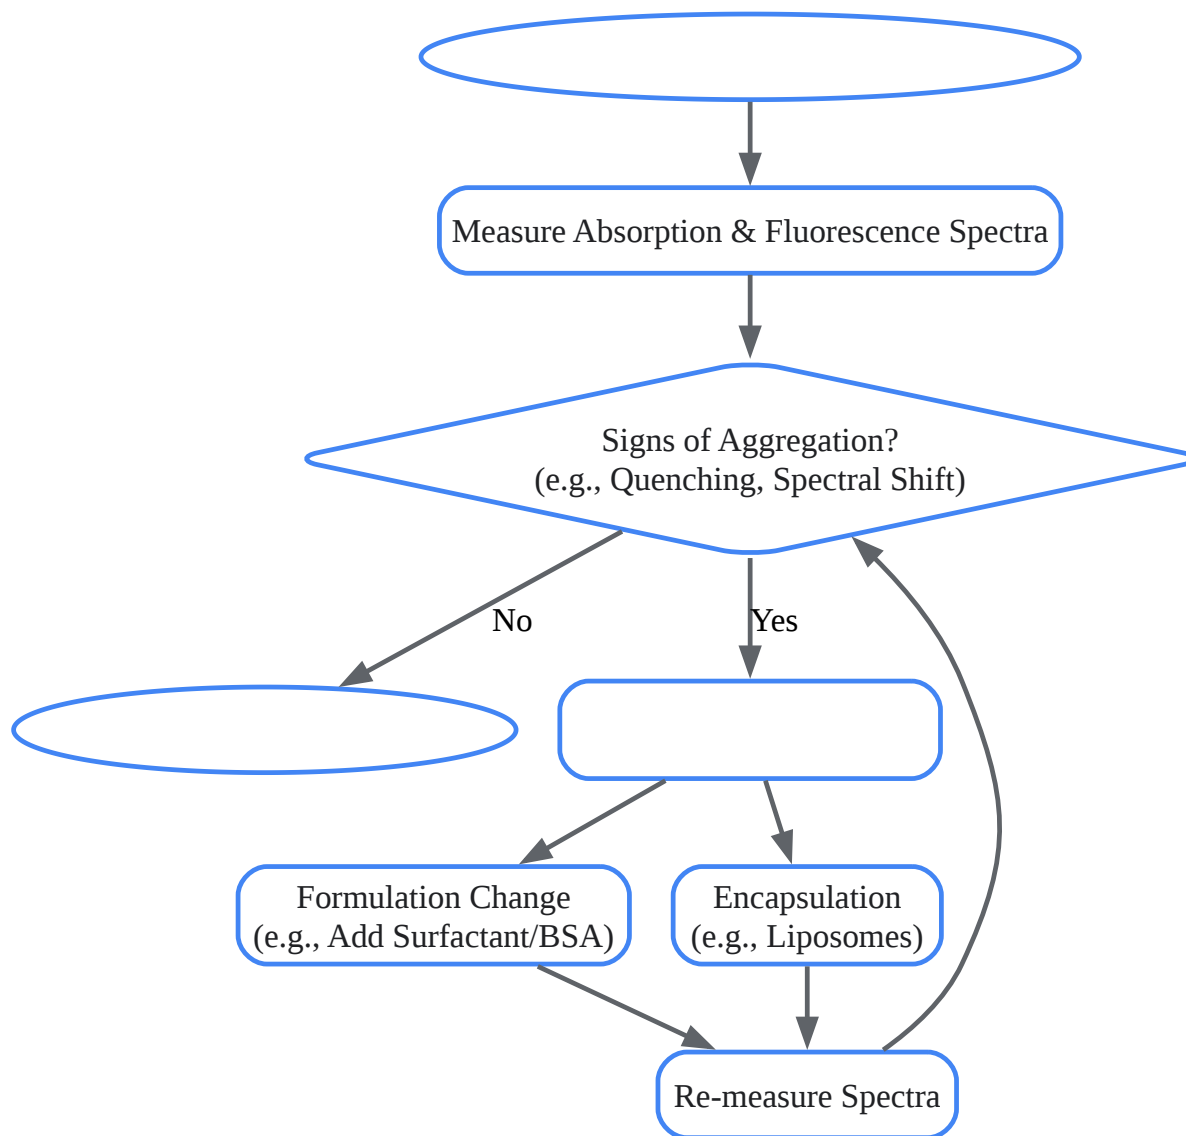 Measure Absorption & Fluorescence Spectra
Signs of Aggregation?
(e.g., Quenching, Spectral Shift)
No
Yes
Formulation Change
(e.g., Add Surfactant/BSA)
Encapsulation
(e.g., Liposomes)
Re-measure Spectra